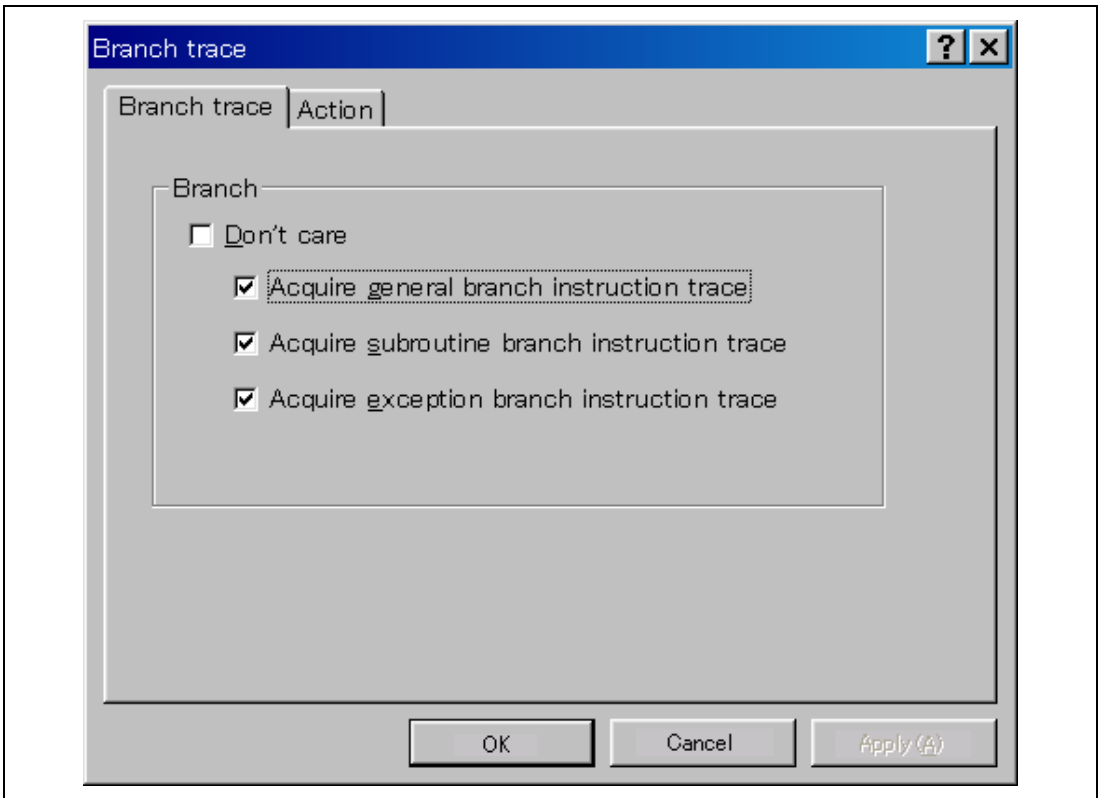 Branch trace
Branch trace Action
Branch
Don't care
Acquire general branch instruction trace
Acquire subroutine branch instruction trace
Acquire exception branch instruction trace
OK Cancel Apply (A)